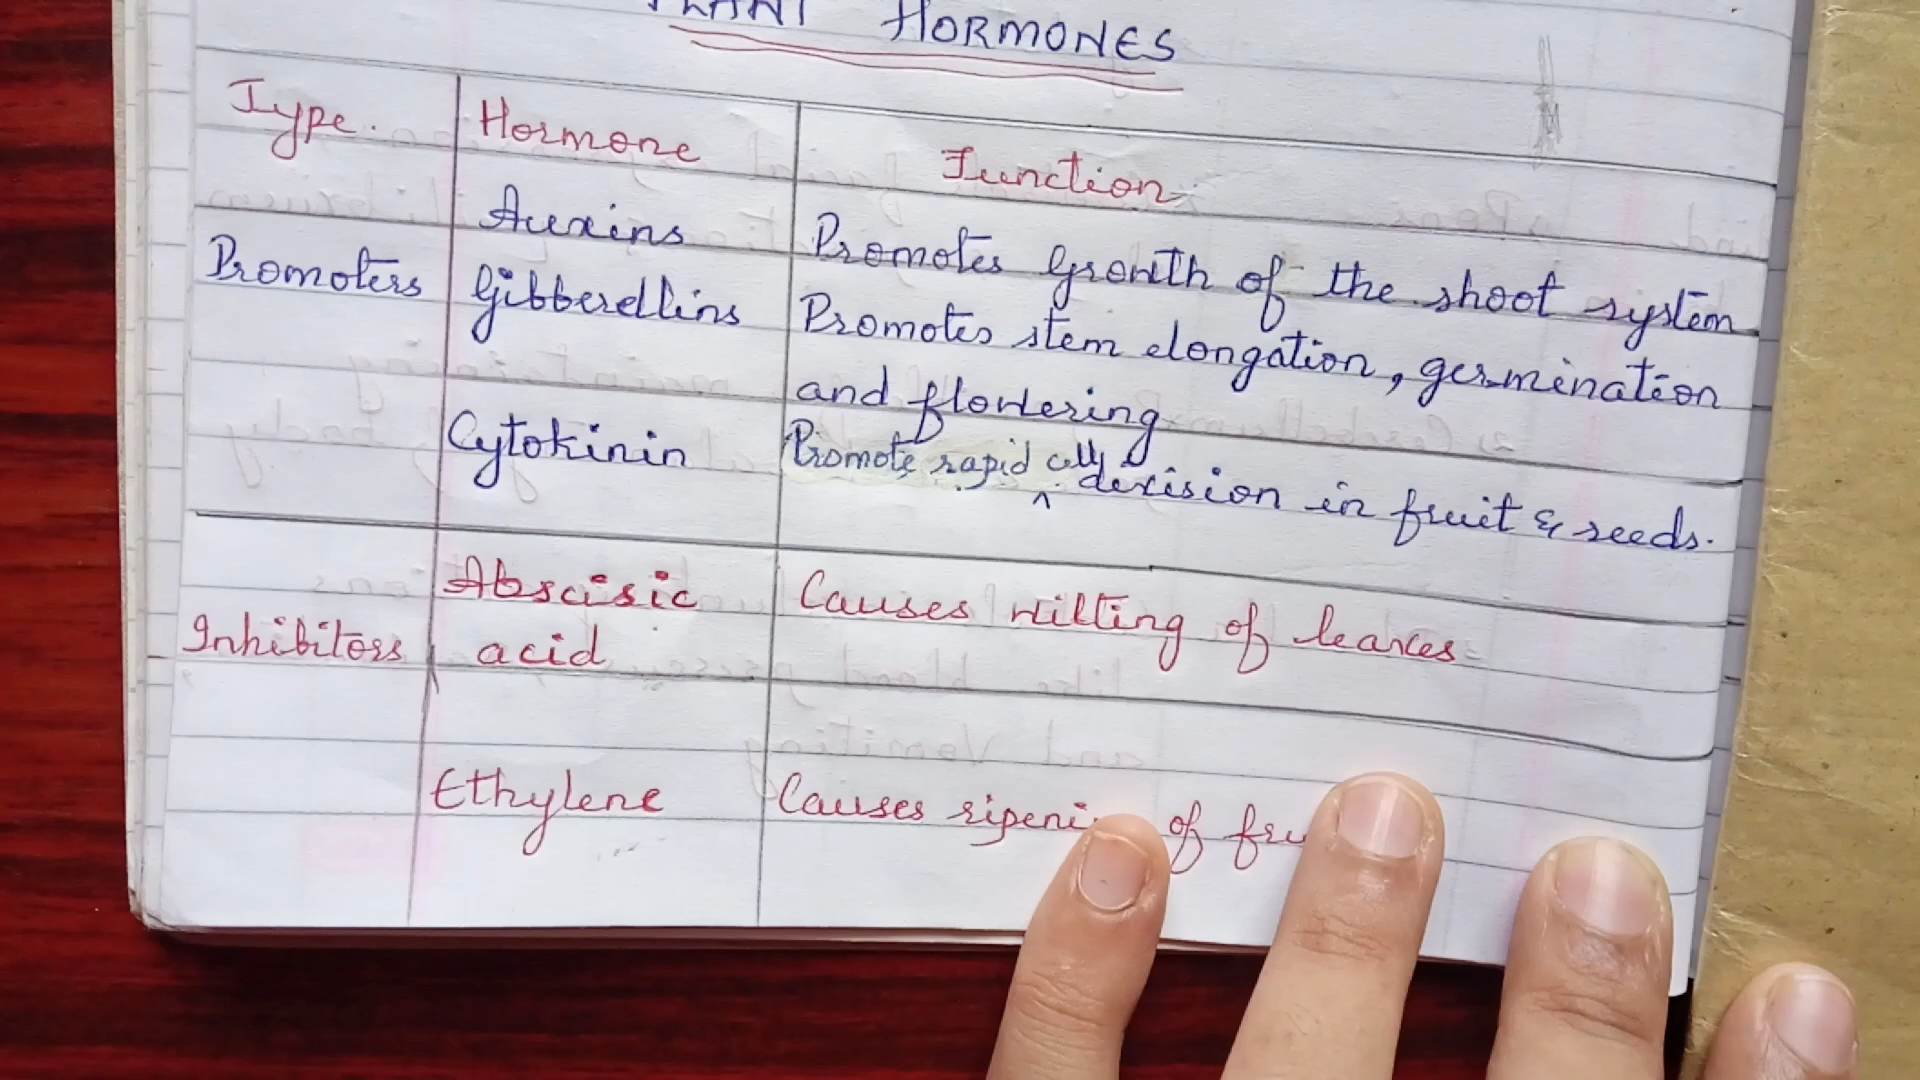 PLANT HORMONES
Type. Hormone Function
Auxins Promotes growth of the shoot system
Promoters Gibberellins Promotes stem elongation, germination
and flowering
Cytokinin Promote rapid cell division in fruit & seeds.
Abscisic Causes wilting of leaves
Inhibitors acid
Ethylene Causes of